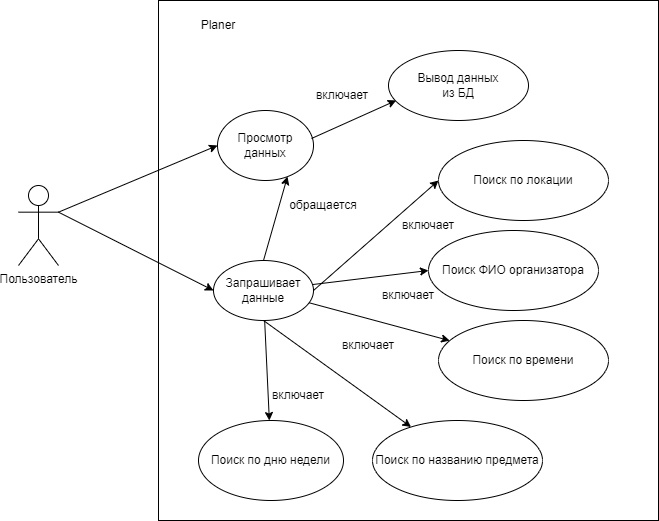 Planer
Вывод данных
из БД
включает
Просмотр
данных
Поиск по локации
обращается
включает
Пользователь
Запрашивает
данные
Поиск ФИО организатора
включает
включает
Поиск по времени
включает
Поиск по дню недели
Поиск по названию предмета